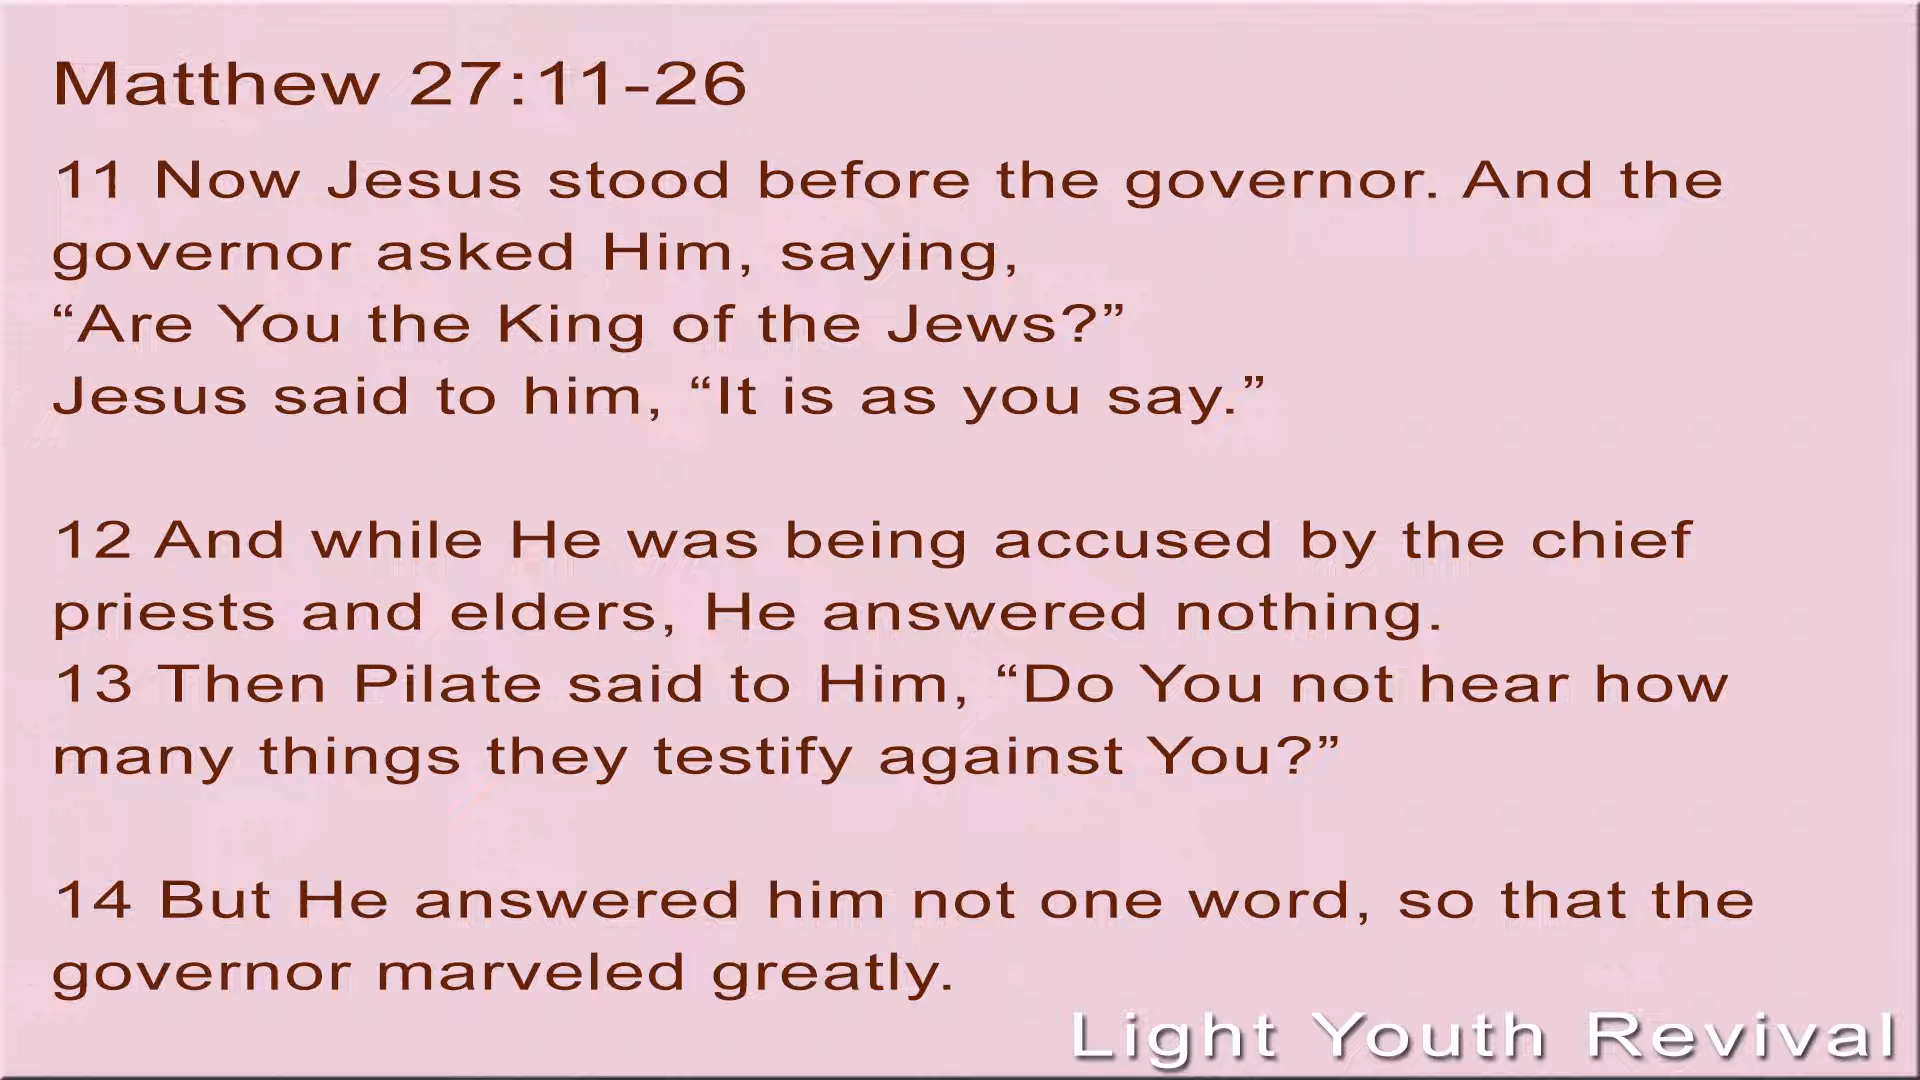 Matthew 27:11-26
11 Now Jesus stood before the governor. And the
governor asked Him, saying,
“Are You the King of the Jews?”
Jesus said to him, “It is as you say.”
12 And while He was being accused by the chief
priests and elders, He answered nothing.
13 Then Pilate said to Him, “Do You not hear how
many things they testify against You?”
14 But He answered him not one word, so that the
governor marveled greatly.
Light Youth Revival